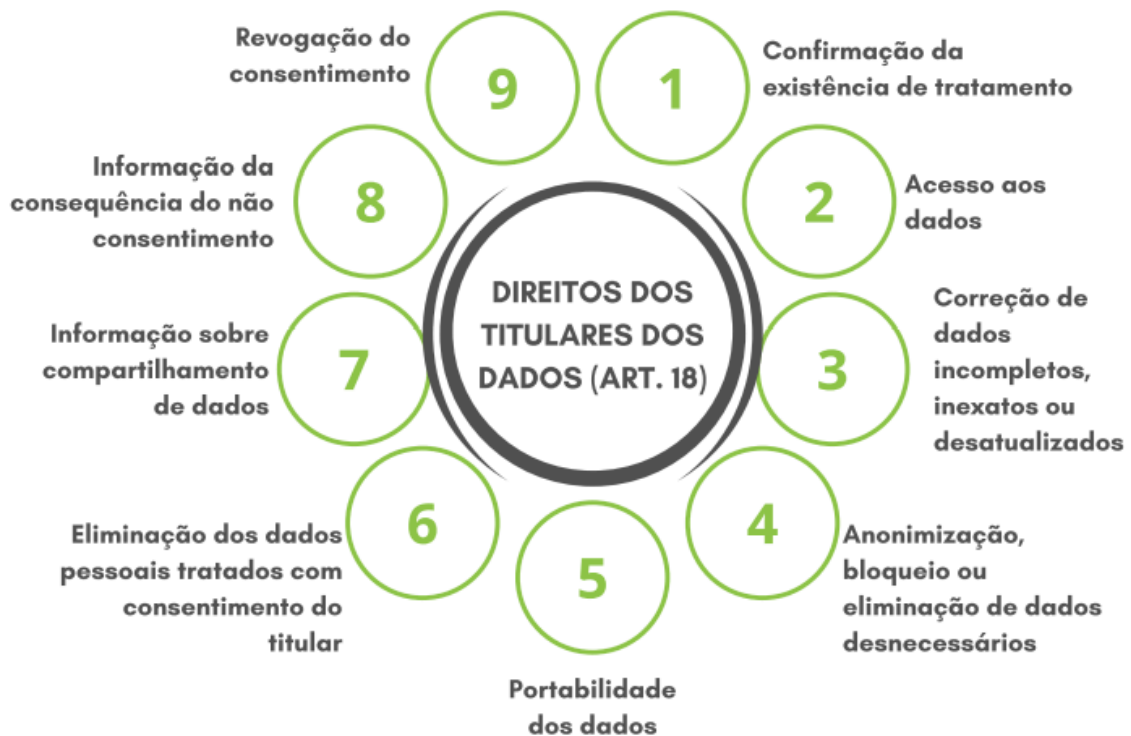 DIREITOS DOS
TITULARES DOS
DADOS (ART. 18)
1
Confirmação da
existência de tratamento
2
Acesso aos
dados
3
Correção de
dados
incompletos,
inexatos ou
desatualizados
4
Anonimização,
bloqueio ou
eliminação de dados
desnecessários
5
Portabilidade
dos dados
6
Eliminação dos dados
pessoais tratados com
consentimento do
titular
7
Informação sobre
compartilhamento
de dados
8
Informação da
consequência do não
consentimento
9
Revogação do
consentimento